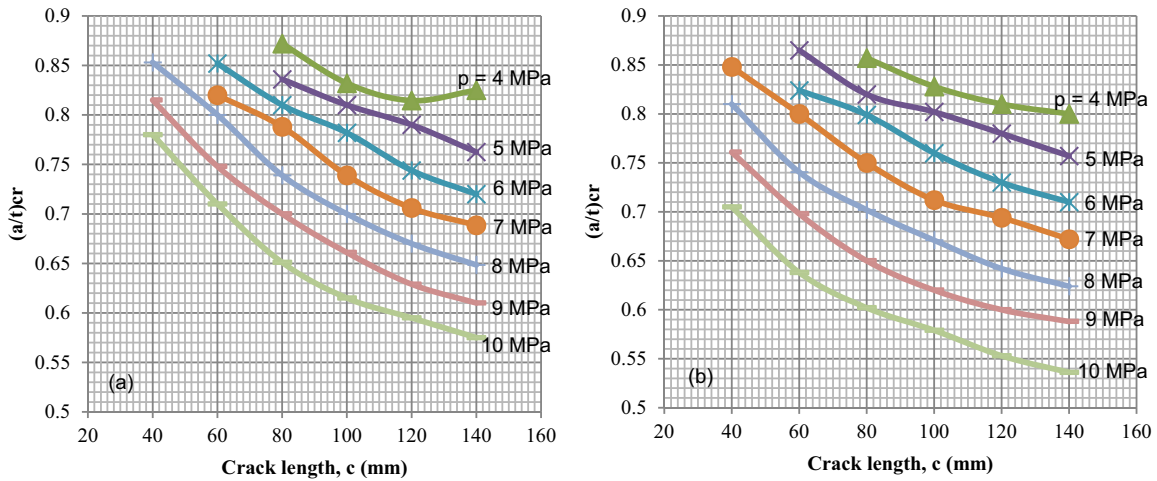 0.9
0.85
0.8
0.75
0.7
0.65
0.6
0.55
0.5
(a/t)cr
p = 4 MPa
5 MPa
6 MPa
7 MPa
8 MPa
9 MPa
10 MPa
(a)
20 40 60 80 100 120 140 160
Crack length, c (mm)
0.9
0.85
0.8
0.75
0.7
0.65
0.6
0.55
0.5
(a/t)cr
p = 4 MPa
5 MPa
6 MPa
7 MPa
8 MPa
9 MPa
10 MPa
(b)
20 40 60 80 100 120 140 160
Crack length, c (mm)